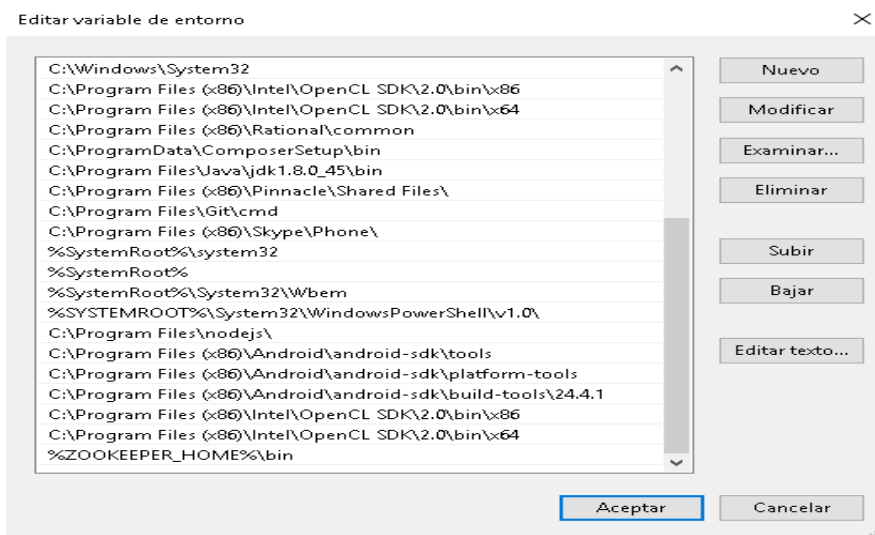 Editar variable de entorno
C:\Windows\System32
C:\Program Files (x86)\Intel\OpenCL SDK\2.0\bin\x86
C:\Program Files (x86)\Intel\OpenCL SDK\2.0\bin\x64
C:\Program Files (x86)\Rational\common
C:\ProgramData\ComposerSetup\bin
C:\Program Files\Java\jdk1.8.0_45\bin
C:\Program Files (x86)\Pinnacle\Shared Files\
C:\Program Files\Git\cmd
C:\Program Files (x86)\Skype\Phone\
%SystemRoot%\system32
%SystemRoot%
%SystemRoot%\System32\Wbem
%SYSTEMROOT%\System32\WindowsPowerShell\v1.0\
C:\Program Files\nodejs\
C:\Program Files (x86)\Android\android-sdk\tools
C:\Program Files (x86)\Android\android-sdk\platform-tools
C:\Program Files (x86)\Android\android-sdk\build-tools\24.4.1
C:\Program Files (x86)\Intel\OpenCL SDK\2.0\bin\x86
C:\Program Files (x86)\Intel\OpenCL SDK\2.0\bin\x64
%ZOOKEEPER_HOME%\bin
Nuevo
Modificar
Examinar...
Eliminar
Subir
Bajar
Editar texto...
Aceptar
Cancelar